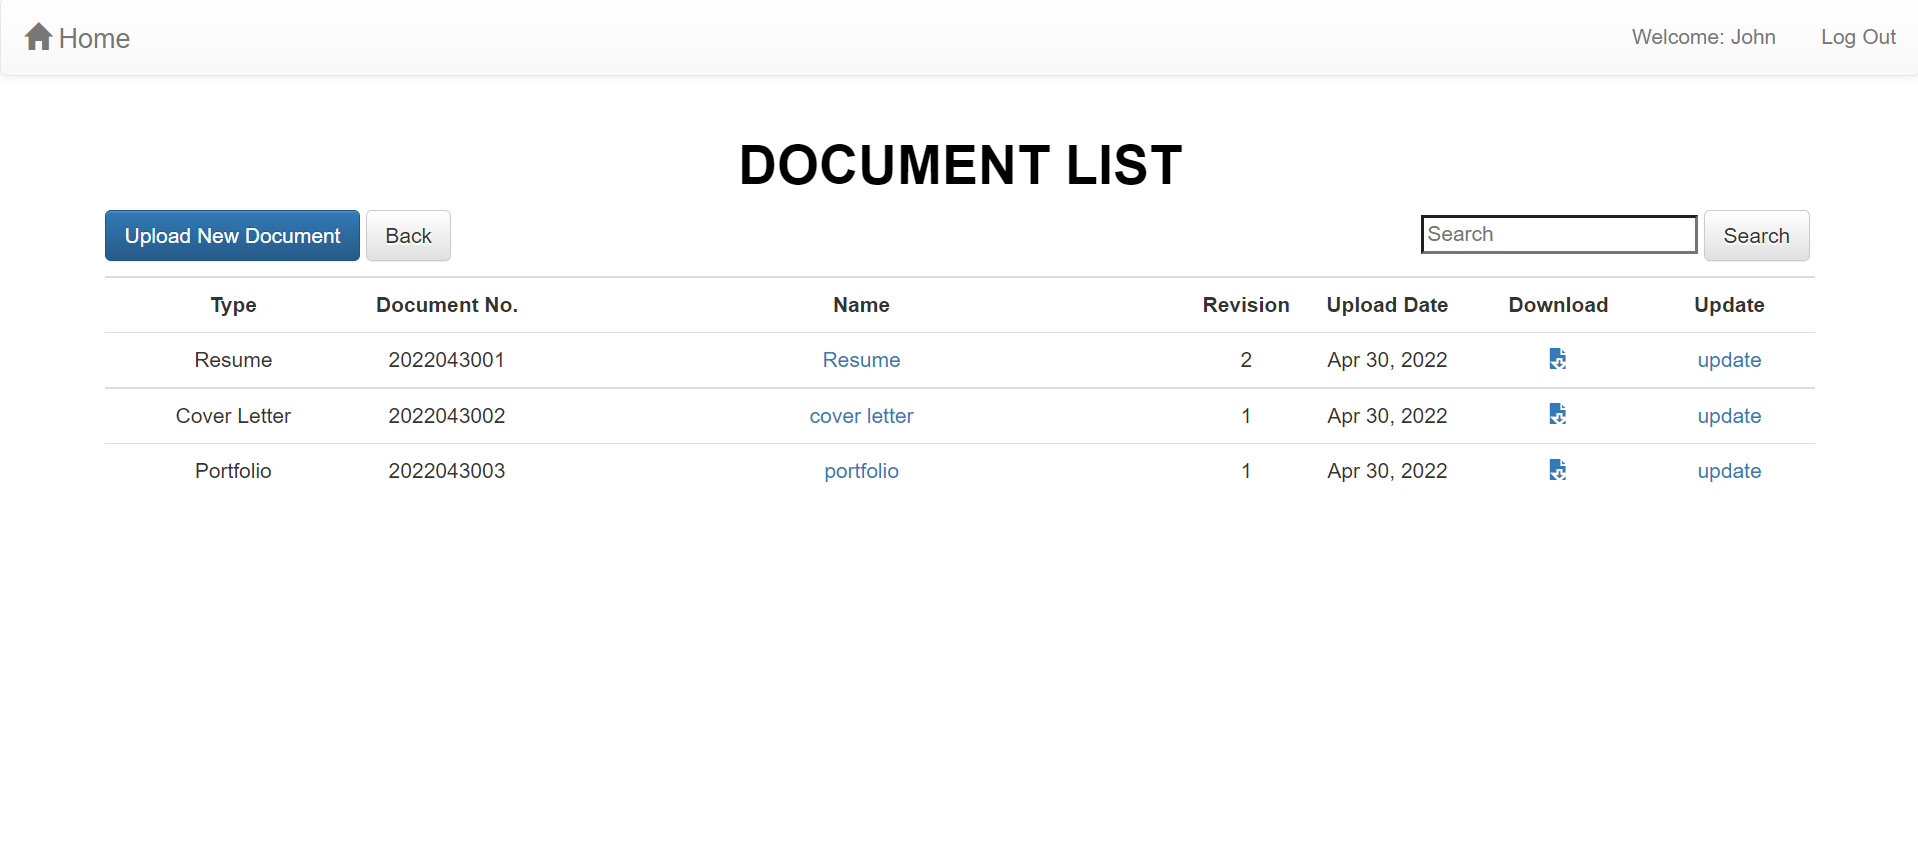 Home Welcome: John Log Out
DOCUMENT LIST
Upload New Document Back Search Search
Type Document No. Name Revision Upload Date Download Update
Resume 2022043001 Resume 2 Apr 30, 2022 update
Cover Letter 2022043002 cover letter 1 Apr 30, 2022 update
Portfolio 2022043003 portfolio 1 Apr 30, 2022 update